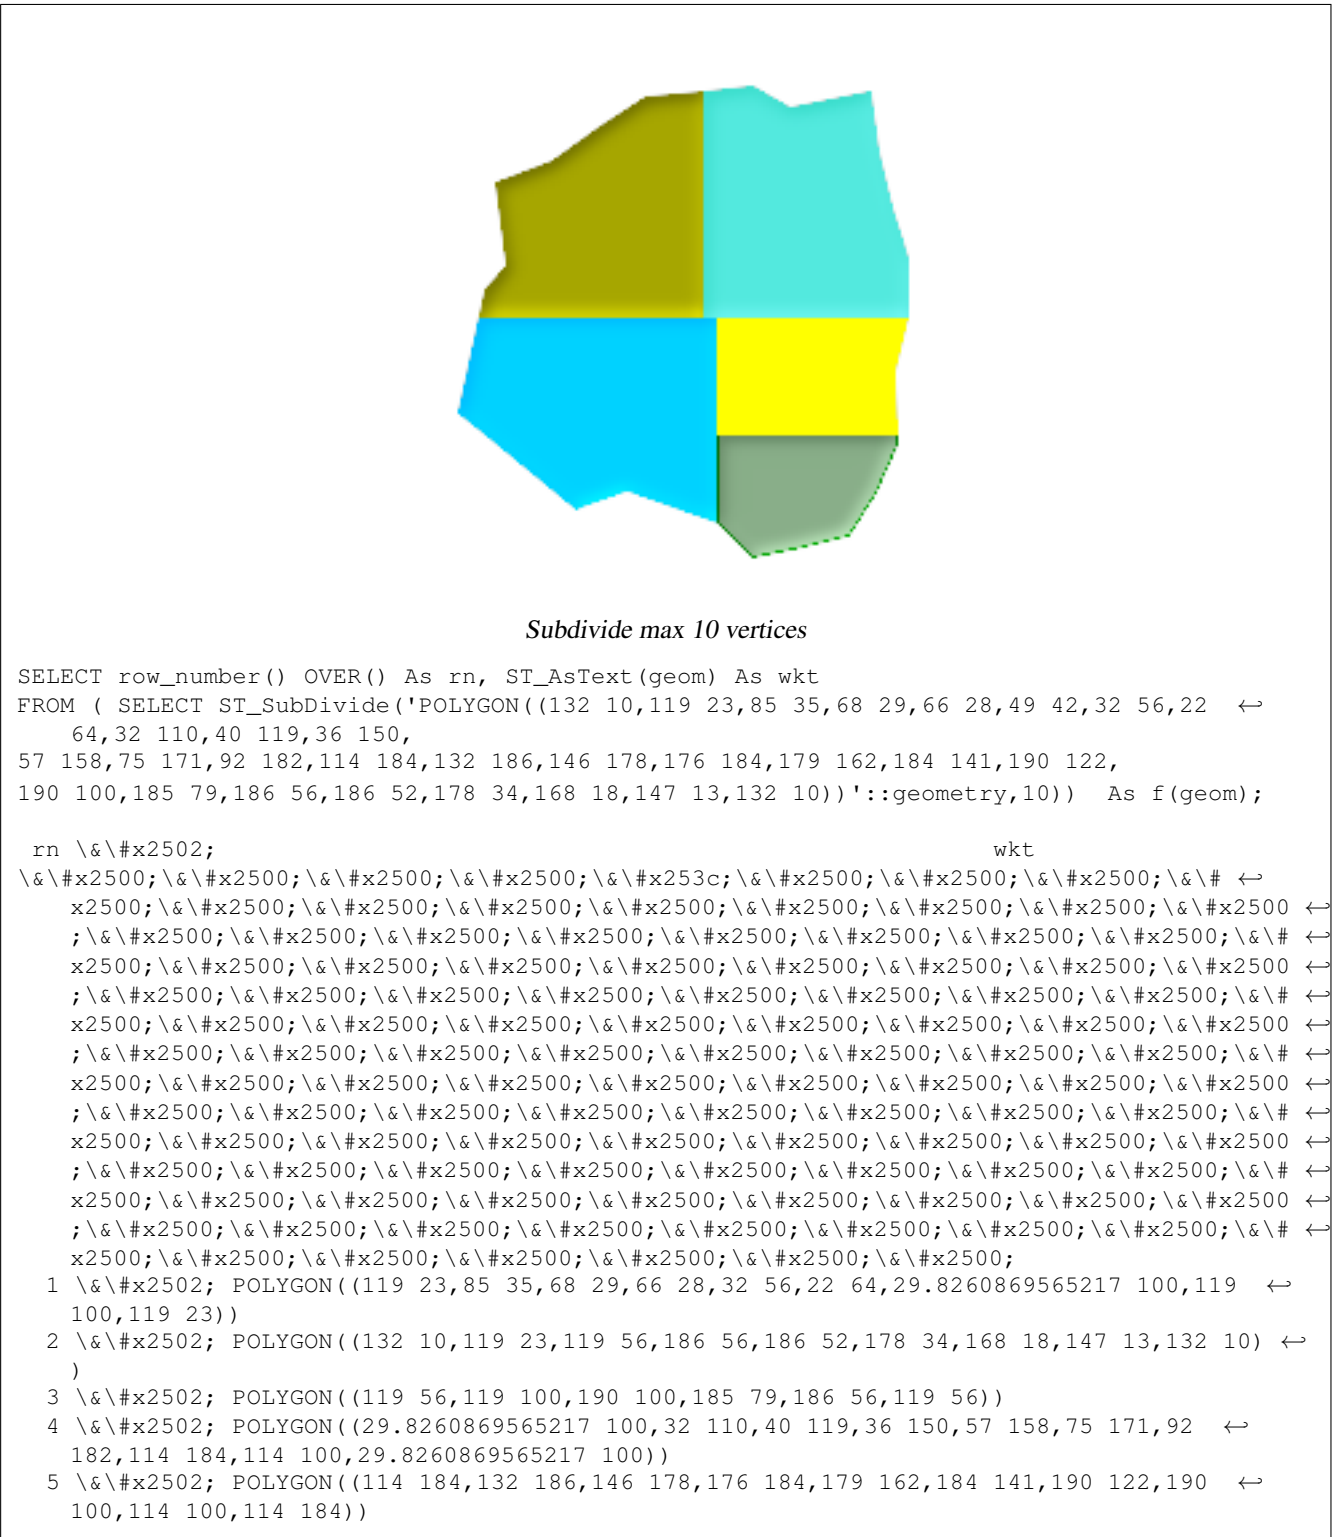 Subdivide max 10 vertices
SELECT row_number() OVER() As rn, ST_AsText(geom) As wkt
FROM ( SELECT ST_SubDivide('POLYGON((132 10,119 23,85 35,68 29,66 28,49 42,32 56,22 ↩
64,32 110,40 119,36 150,
57 158,75 171,92 182,114 184,132 186,146 178,176 184,179 162,184 141,190 122,
190 100,185 79,186 56,186 52,178 34,168 18,147 13,132 10))'::geometry,10)) As f(geom);
rn \&\#x2502; wkt
\&\#x2500;\&\#x2500;\&\#x2500;\&\#x2500;\&\#x253c;\&\#x2500;\&\#x2500;\&\#x2500;\&\# ↩
x2500;\&\#x2500;\&\#x2500;\&\#x2500;\&\#x2500;\&\#x2500;\&\#x2500;\&\#x2500;\&\#x2500 ↩
;\&\#x2500;\&\#x2500;\&\#x2500;\&\#x2500;\&\#x2500;\&\#x2500;\&\#x2500;\&\#x2500;\&\# ↩
x2500;\&\#x2500;\&\#x2500;\&\#x2500;\&\#x2500;\&\#x2500;\&\#x2500;\&\#x2500;\&\#x2500 ↩
;\&\#x2500;\&\#x2500;\&\#x2500;\&\#x2500;\&\#x2500;\&\#x2500;\&\#x2500;\&\#x2500;\&\# ↩
x2500;\&\#x2500;\&\#x2500;\&\#x2500;\&\#x2500;\&\#x2500;\&\#x2500;\&\#x2500;\&\#x2500 ↩
;\&\#x2500;\&\#x2500;\&\#x2500;\&\#x2500;\&\#x2500;\&\#x2500;\&\#x2500;\&\#x2500;\&\# ↩
x2500;\&\#x2500;\&\#x2500;\&\#x2500;\&\#x2500;\&\#x2500;\&\#x2500;\&\#x2500;\&\#x2500 ↩
;\&\#x2500;\&\#x2500;\&\#x2500;\&\#x2500;\&\#x2500;\&\#x2500;\&\#x2500;\&\#x2500;\&\# ↩
x2500;\&\#x2500;\&\#x2500;\&\#x2500;\&\#x2500;\&\#x2500;\&\#x2500;\&\#x2500;\&\#x2500 ↩
;\&\#x2500;\&\#x2500;\&\#x2500;\&\#x2500;\&\#x2500;\&\#x2500;\&\#x2500;\&\#x2500;\&\# ↩
x2500;\&\#x2500;\&\#x2500;\&\#x2500;\&\#x2500;\&\#x2500;\&\#x2500;\&\#x2500;\&\#x2500 ↩
;\&\#x2500;\&\#x2500;\&\#x2500;\&\#x2500;\&\#x2500;\&\#x2500;\&\#x2500;\&\#x2500;\&\# ↩
x2500;\&\#x2500;\&\#x2500;\&\#x2500;\&\#x2500;\&\#x2500;\&\#x2500;
1 \&\#x2502; POLYGON((119 23,85 35,68 29,66 28,32 56,22 64,29.8260869565217 100,119 ↩
100,119 23))
2 \&\#x2502; POLYGON((132 10,119 23,119 56,186 56,186 52,178 34,168 18,147 13,132 10) ↩
)
3 \&\#x2502; POLYGON((119 56,119 100,190 100,185 79,186 56,119 56))
4 \&\#x2502; POLYGON((29.8260869565217 100,32 110,40 119,36 150,57 158,75 171,92 ↩
182,114 184,114 100,29.8260869565217 100))
5 \&\#x2502; POLYGON((114 184,132 186,146 178,176 184,179 162,184 141,190 122,190 ↩
100,114 100,114 184))